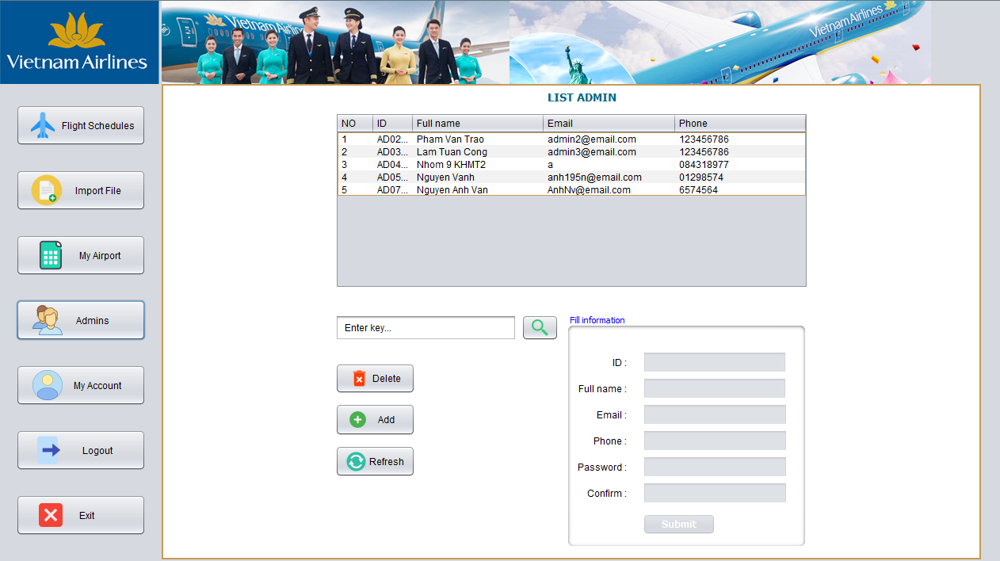 Vietnam Airlines
Vietnam Airlines
Vietnam Airlines
Flight Schedules
Import File
My Airport
Admins
My Account
Logout
Exit
LIST ADMIN
NO ID Full name Email Phone
1 AD02... Pham Van Trao admin2@email.com 123456786
2 AD03... Lam Tuan Cong admin3@email.com 123456786
3 AD04... Nhom 9 KHMT2 a 084318977
4 AD05... Nguyen Vanh anh195n@email.com 01298574
5 AD07... Nguyen Anh Van AnhNv@email.com 6574564
Enter key...
Delete
Add
Refresh
Fill information
ID :
Full name :
Email :
Phone :
Password :
Confirm :
Submit